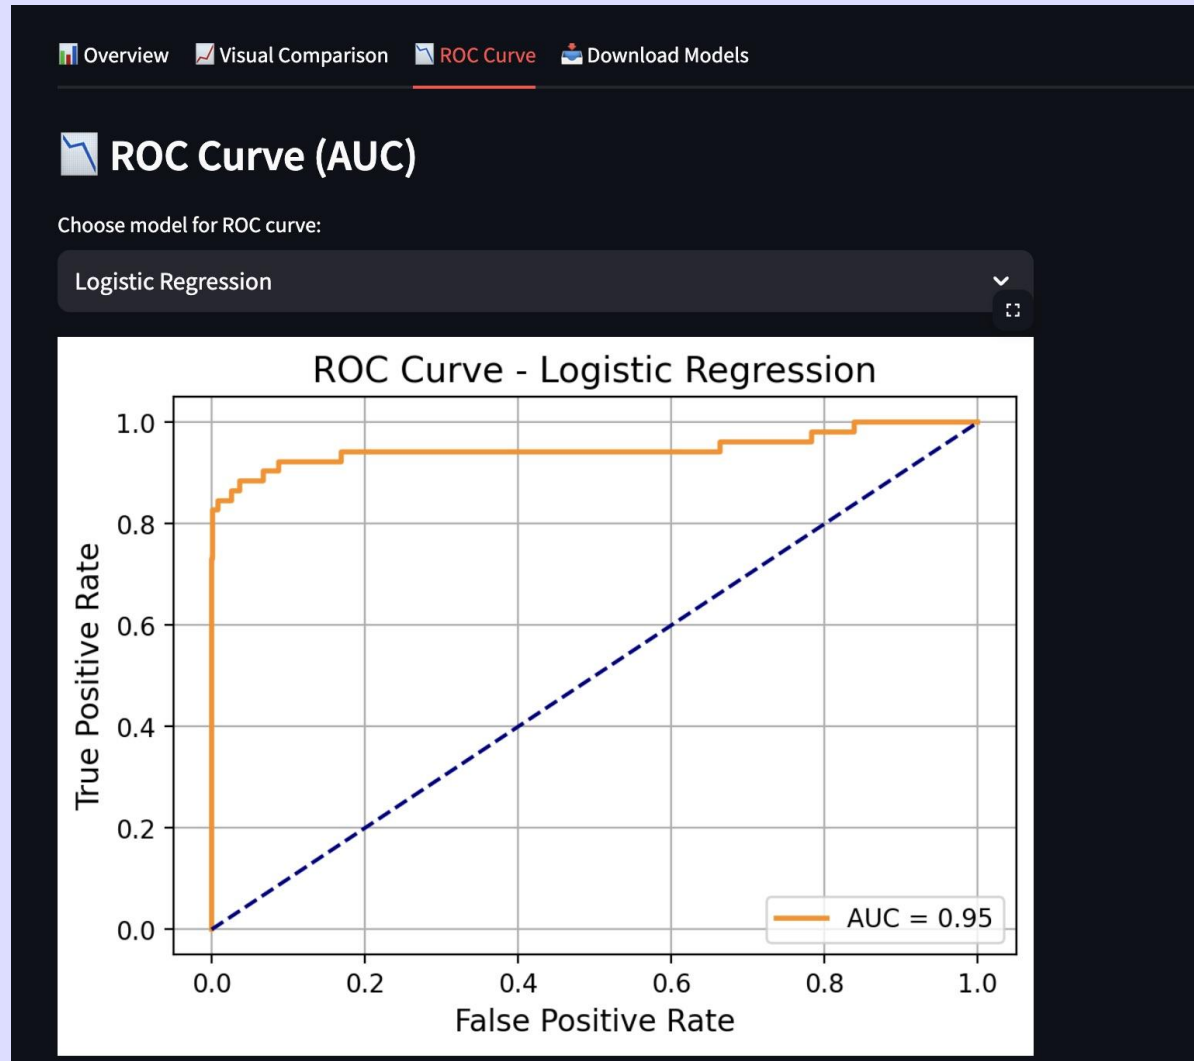 Overview Visual Comparison ROC Curve Download Models
ROC Curve (AUC)
Choose model for ROC curve:
Logistic Regression
ROC Curve - Logistic Regression
1.0
0.8
0.6
0.4
0.2
0.0
True Positive Rate
AUC = 0.95
0.0 0.2 0.4 0.6 0.8 1.0
False Positive Rate